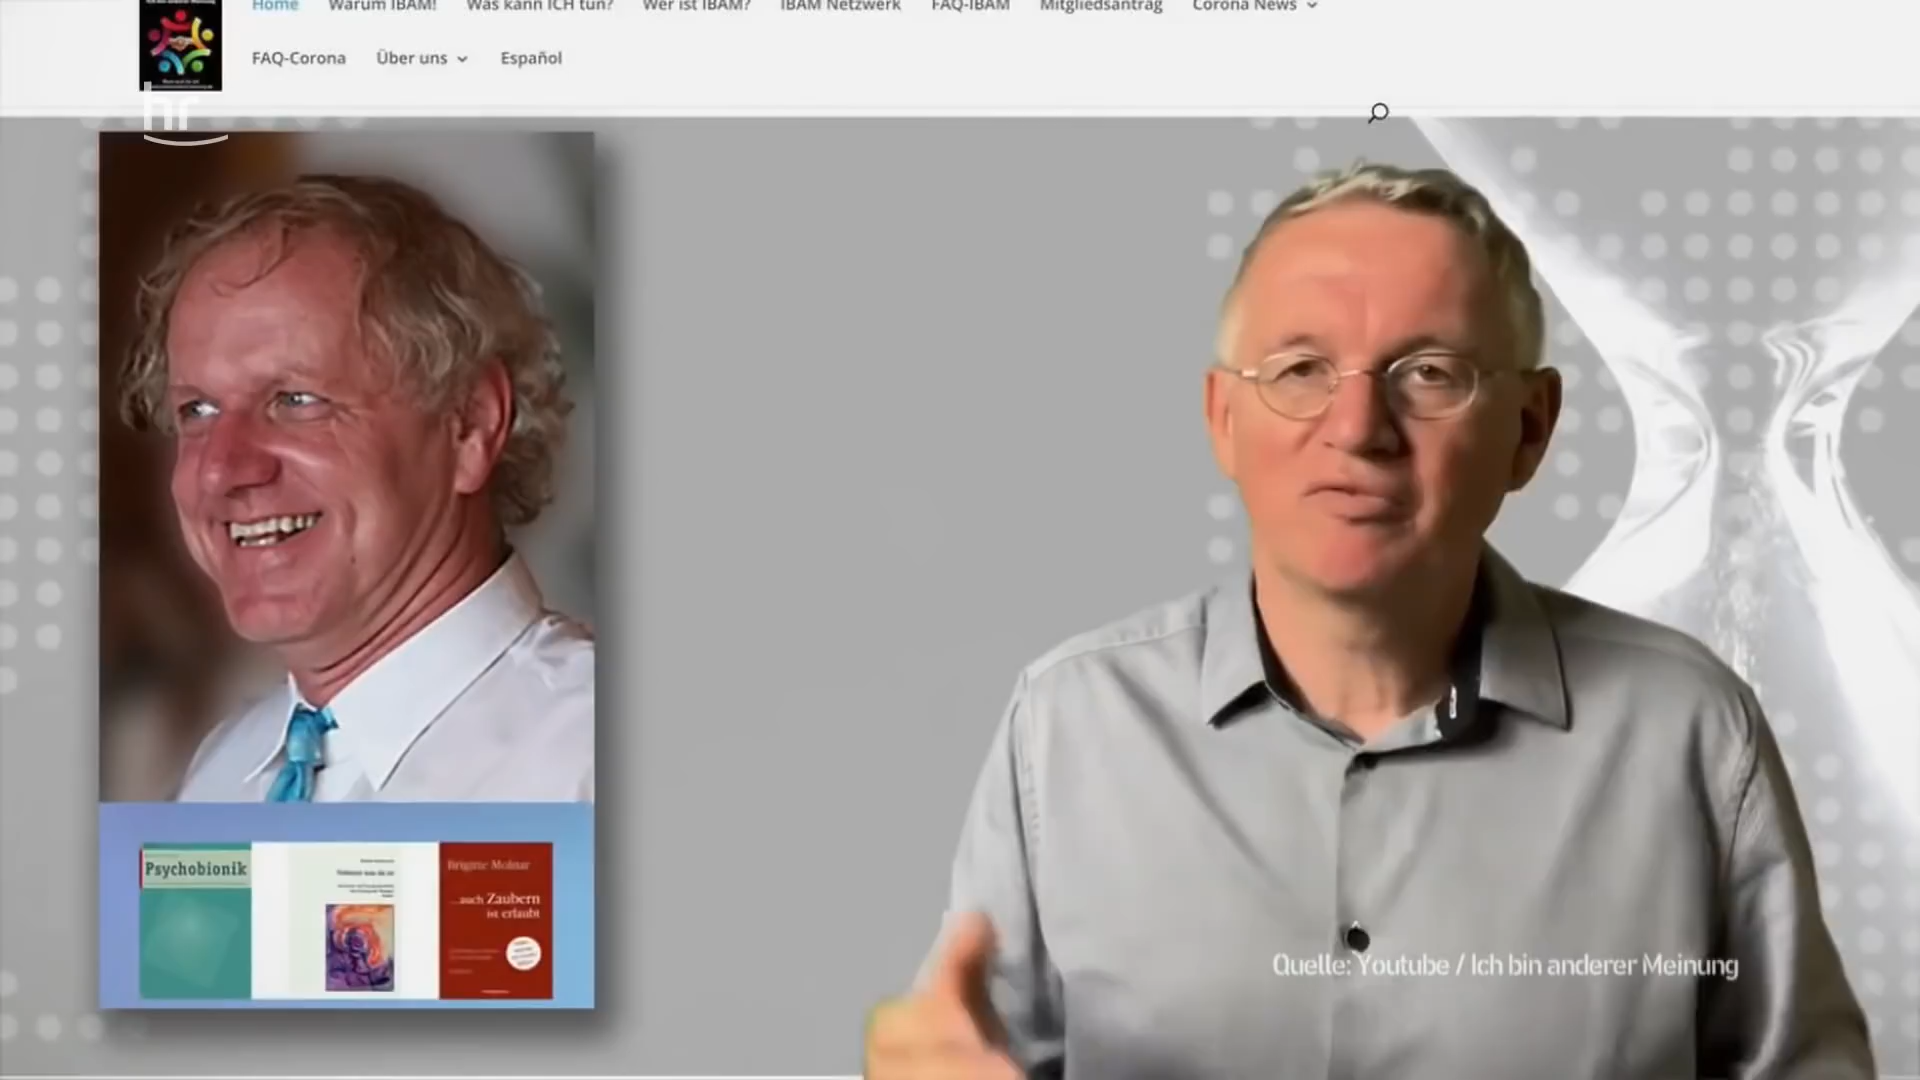 Home Warum IBAM! Was kann ICH tun? Wer ist IBAM? IBAM Netzwerk FAQ-IBAM Mitgliedsantrag Corona News
FAQ-Corona Über uns Español
hr
Psychobionik
Brigitte Molnar
...auch Zaubern
ist erlaubt
Quelle: Youtube / Ich bin anderer Meinung